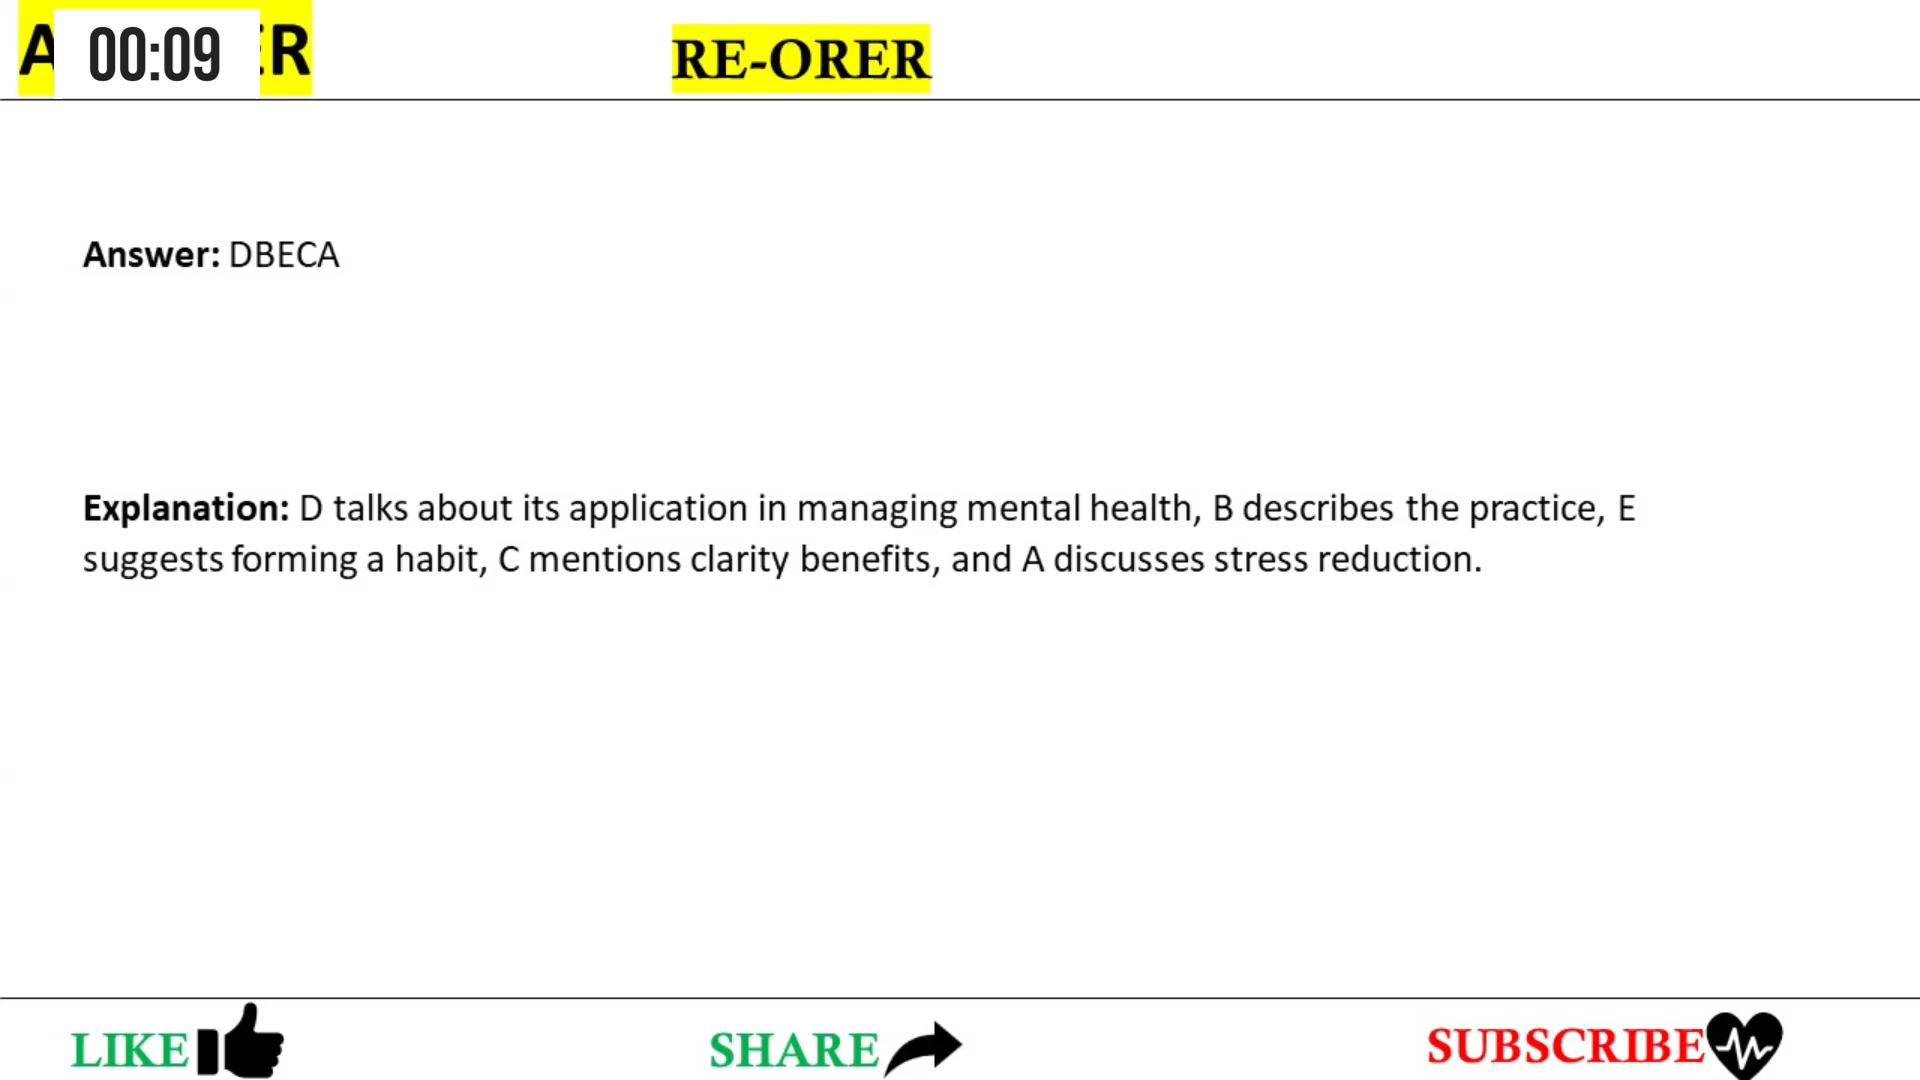 00:09
RE-ORER
Answer: DBECA
Explanation: D talks about its application in managing mental health, B describes the practice, E
suggests forming a habit, C mentions clarity benefits, and A discusses stress reduction.
LIKE
SHARE
SUBSCRIBE